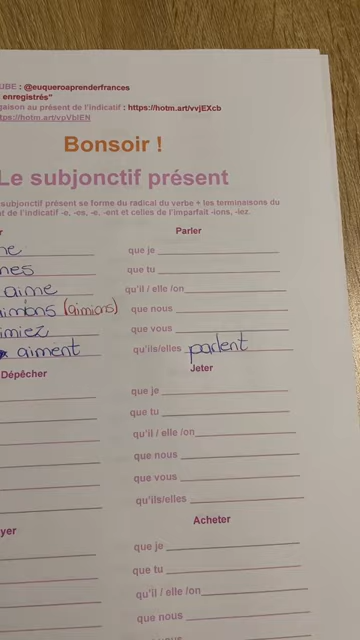 UBE : @euqueroaprenderfrances
enregistrés"
gaison au présent de l'indicatif : https://hotm.art/vvjEXcb
tps://hotm.art/vpVbIEN
Bonsoir !
Le subjonctif présent
subjonctif présent se forme du radical du verbe + les terminaisons du
t de l'indicatif -e, -es, -e, -ent et celles de l'imparfait -ions, -iez.
Parler
que je
mes
que tu
aime
qu'il / elle /on
(aimions)
que nous
imiez
que vous
aiment
qu'ils/elles parlent
Dépêcher
Jeter
que je
que tu
qu'il / elle /on
que nous
que vous
qu'ils/elles
yer
Acheter
que je
que tu
qu'il / elle /on
que nous